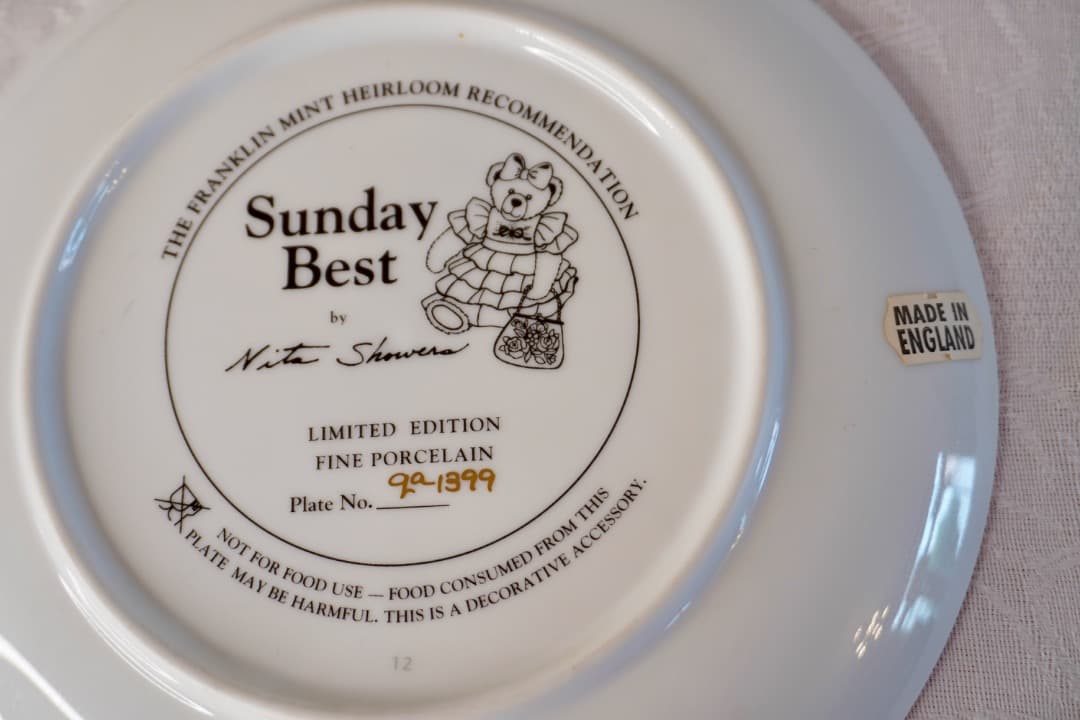 THE FRANKLIN MINT HEIRLOOM RECOMMENDATION
Sunday
Best
by
Nita Showers
LIMITED EDITION
FINE PORCELAIN
Plate No. 9a-1399
NOT FOR FOOD USE — FOOD CONSUMED FROM THIS
PLATE MAY BE HARMFUL. THIS IS A DECORATIVE ACCESSORY.
12
MADE IN
ENGLAND